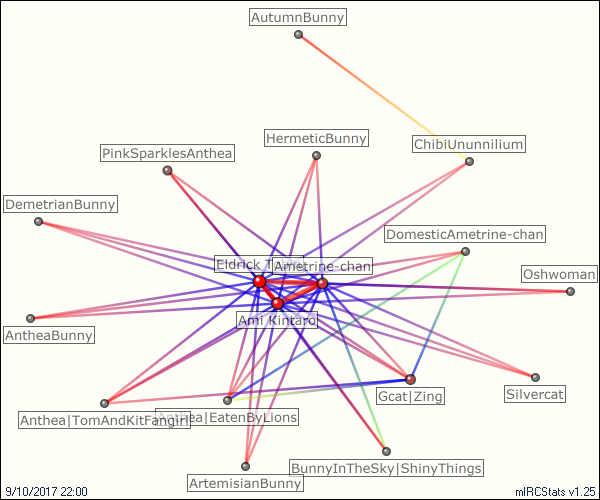 AutumnBunny
HermeticBunny
ChibiUnunnilium
PinkSparklesAnthea
DemetrianBunny
DomesticAmetrine-chan
Eldrick
Ametrine-chan
Oshwoman
Ami Kintaro
AntheaBunny
Gcat|Zing
Silvercat
Anthea|TomAndKitFangirl
Anthea|EatenByLions
BunnyInTheSky|ShinyThings
ArtemisianBunny
9/10/2017 22:00
mIRCStats v1.25